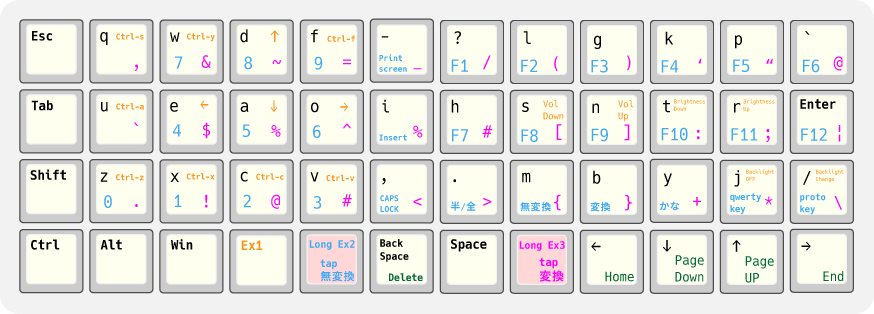 Esc
q Ctrl-s
,
w Ctrl-y
7 &
d ↑
8 ~
f Ctrl-f
9 =
-
Print
screen _
?
F1 /
l
F2 (
g
F3 )
k
F4 ‘
p
F5 “
`
F6 @
Tab
u Ctrl-a
`
e ←
4 $
a ↓
5 %
o →
6 ^
i
Insert %
h
F7 #
s Vol
Down
F8 [
n Vol
Up
F9 ]
t Brightness
Down
F10 :
r Brightness
Up
F11 ;
Enter
F12 ¦
Shift
z Ctrl-z
0 .
x Ctrl-x
1 !
c Ctrl-c
2 @
v Ctrl-v
3 #
,
CAPS
LOCK <
.
半/全 >
m
無変換 {
b
変換 }
y
かな +
j Backlight
OFF
qwerty
key *
/ Backlight
Change
proto
key \
Ctrl
Alt
Win
Ex1
Long Ex2
tap
無変換
Back
Space
Delete
Space
Long Ex3
tap
変換
←
Home
↓
Page
Down
↑
Page
UP
→
End